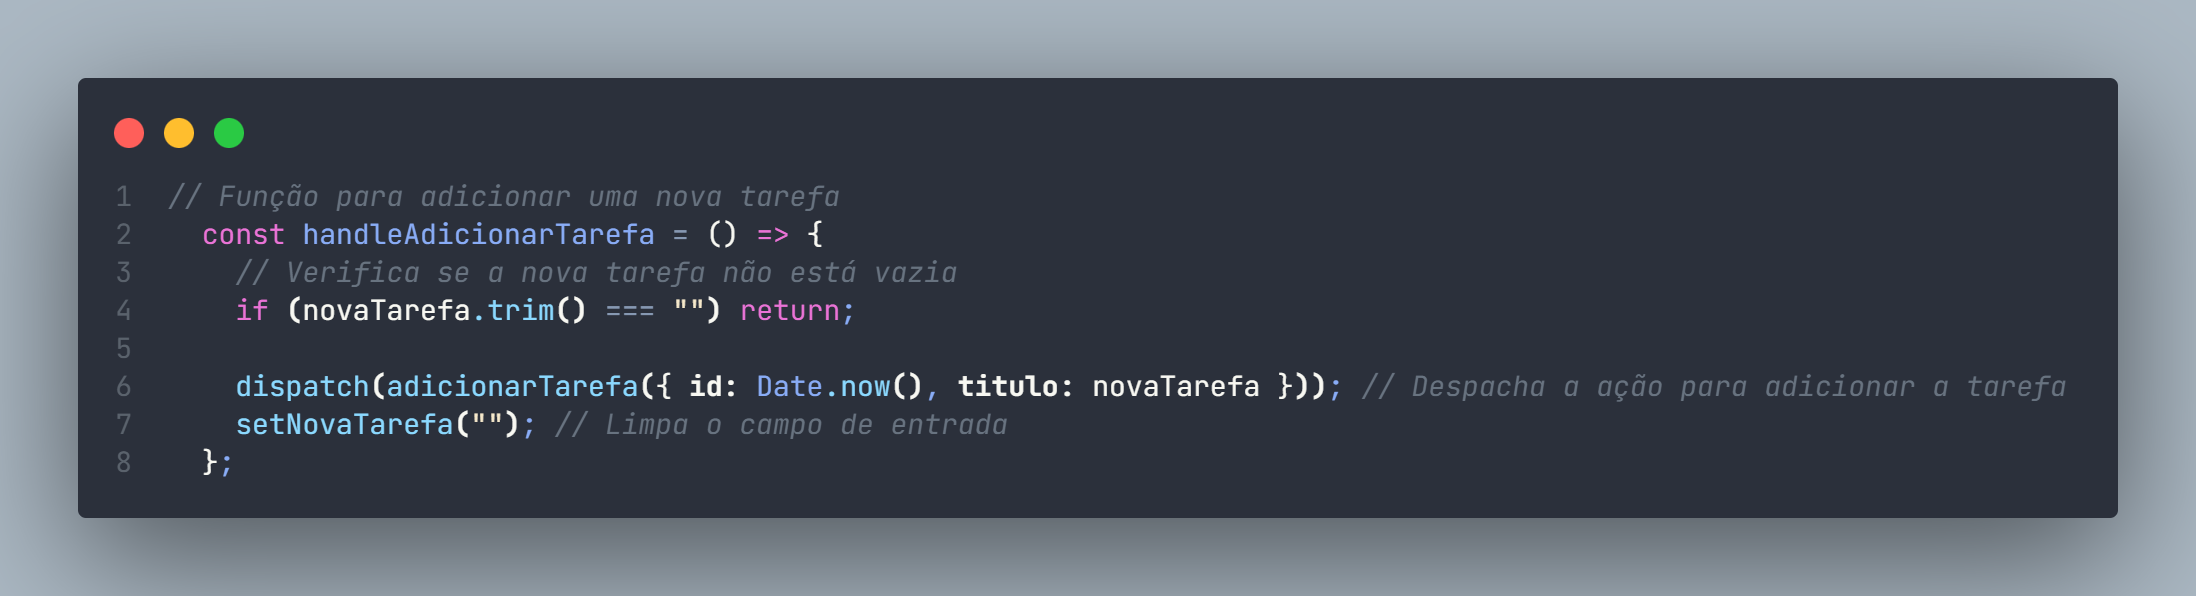 1 // Função para adicionar uma nova tarefa
2 const handleAdicionarTarefa = () => {
3 // Verifica se a nova tarefa não está vazia
4 if (novaTarefa.trim() === "") return;
5
6 dispatch(adicionarTarefa({ id: Date.now(), titulo: novaTarefa })); // Despacha a ação para adicionar a tarefa
7 setNovaTarefa(""); // Limpa o campo de entrada
8 };